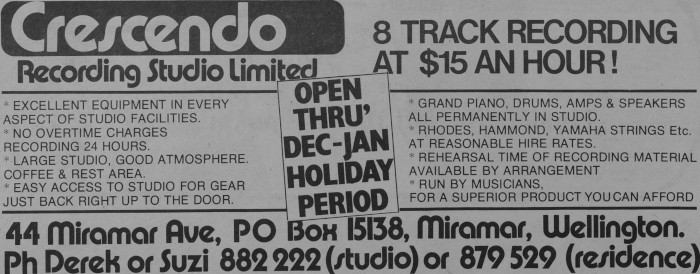 Crescendo
Recording Studio Limited
8 TRACK RECORDING
AT $15 AN HOUR!
* EXCELLENT EQUIPMENT IN EVERY
ASPECT OF STUDIO FACILITIES.
* NO OVERTIME CHARGES
RECORDING 24 HOURS.
* LARGE STUDIO, GOOD ATMOSPHERE.
COFFEE & REST AREA.
* EASY ACCESS TO STUDIO FOR GEAR
JUST BACK RIGHT UP TO THE DOOR.
OPEN
THRU'
DEC-JAN
HOLIDAY
PERIOD
* GRAND PIANO, DRUMS, AMPS & SPEAKERS
ALL PERMANENTLY IN STUDIO.
* RHODES, HAMMOND, YAMAHA STRINGS Etc.
AT REASONABLE HIRE RATES.
* REHEARSAL TIME OF RECORDING MATERIAL
AVAILABLE BY ARRANGEMENT
* RUN BY MUSICIANS,
FOR A SUPERIOR PRODUCT YOU CAN AFFORD
44 Miramar Ave, PO Box 15138, Miramar, Wellington.
Ph Derek or Suzi 882 222 (studio) or 879 529 (residence)